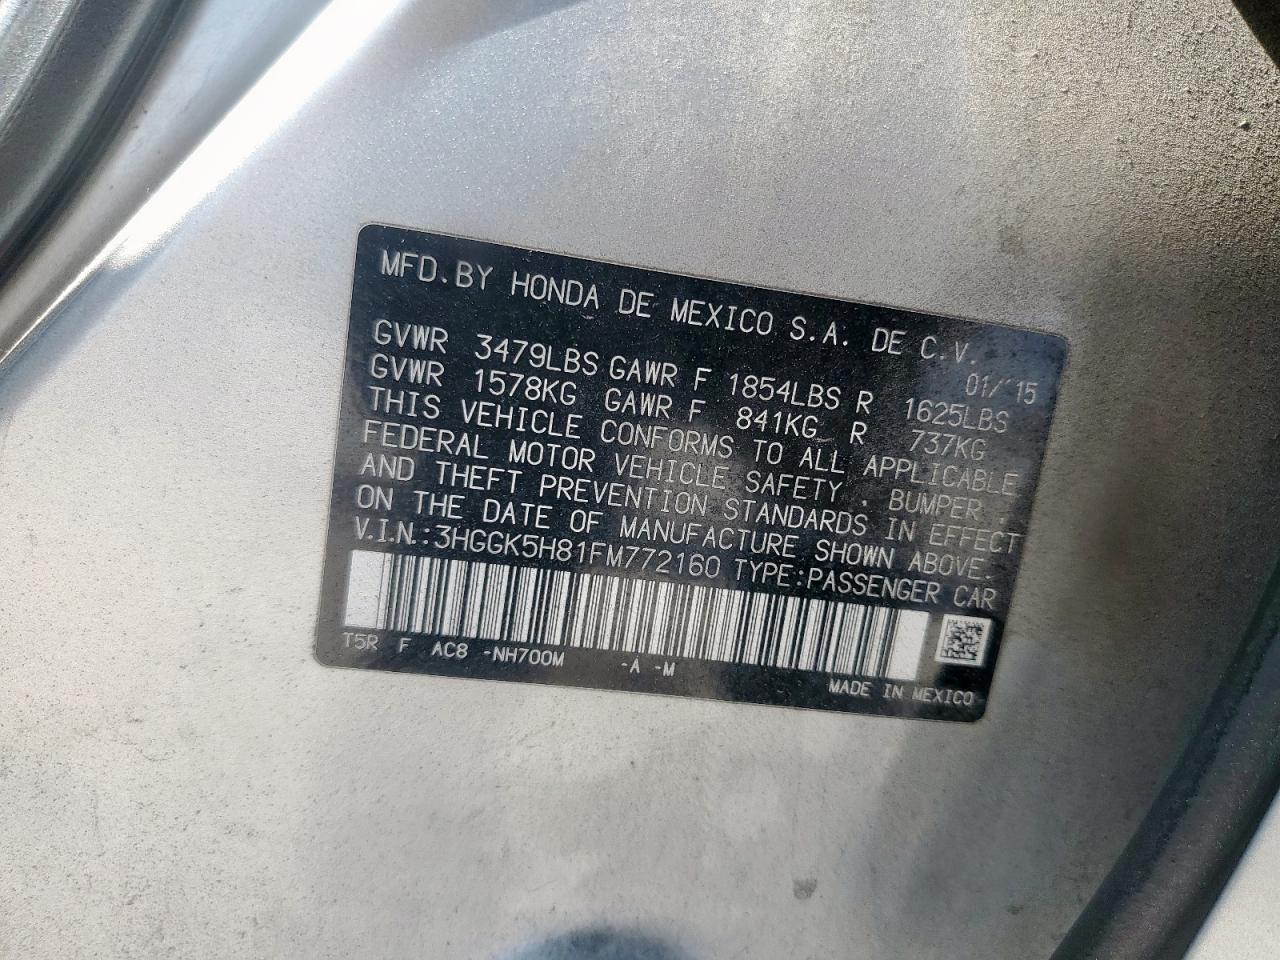 MFD.BY HONDA DE MEXICO S.A. DE C.V.
01/'15
GVWR 3479LBS GAWR F 1854LBS R 1625LBS
GVWR 1578KG GAWR F 841KG R 737KG
THIS VEHICLE CONFORMS TO ALL APPLICABLE
FEDERAL MOTOR VEHICLE SAFETY , BUMPER ,
AND THEFT PREVENTION STANDARDS IN EFFECT
ON THE DATE OF MANUFACTURE SHOWN ABOVE.
V.I.N.:3HGGK5H81FM772160 TYPE:PASSENGER CAR
T5R F AC8 -NH700M -A -M
MADE IN MEXICO